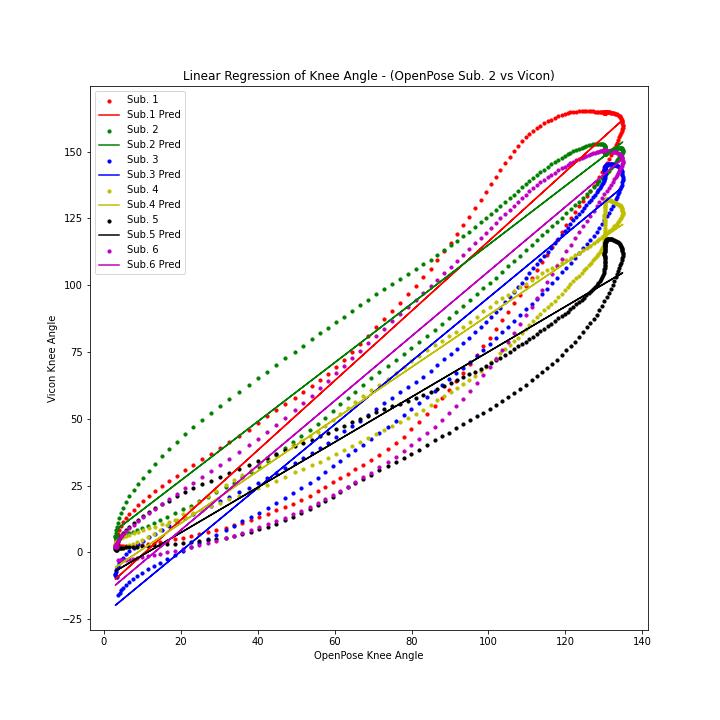 Linear Regression of Knee Angle - (OpenPose Sub. 2 vs Vicon)
Sub. 1
Sub.1 Pred
Sub. 2
Sub.2 Pred
Sub. 3
Sub.3 Pred
Sub. 4
Sub.4 Pred
Sub. 5
Sub.5 Pred
Sub. 6
Sub.6 Pred
150
125
100
75
50
25
0
−25
Vicon Knee Angle
0 20 40 60 80 100 120 140
OpenPose Knee Angle